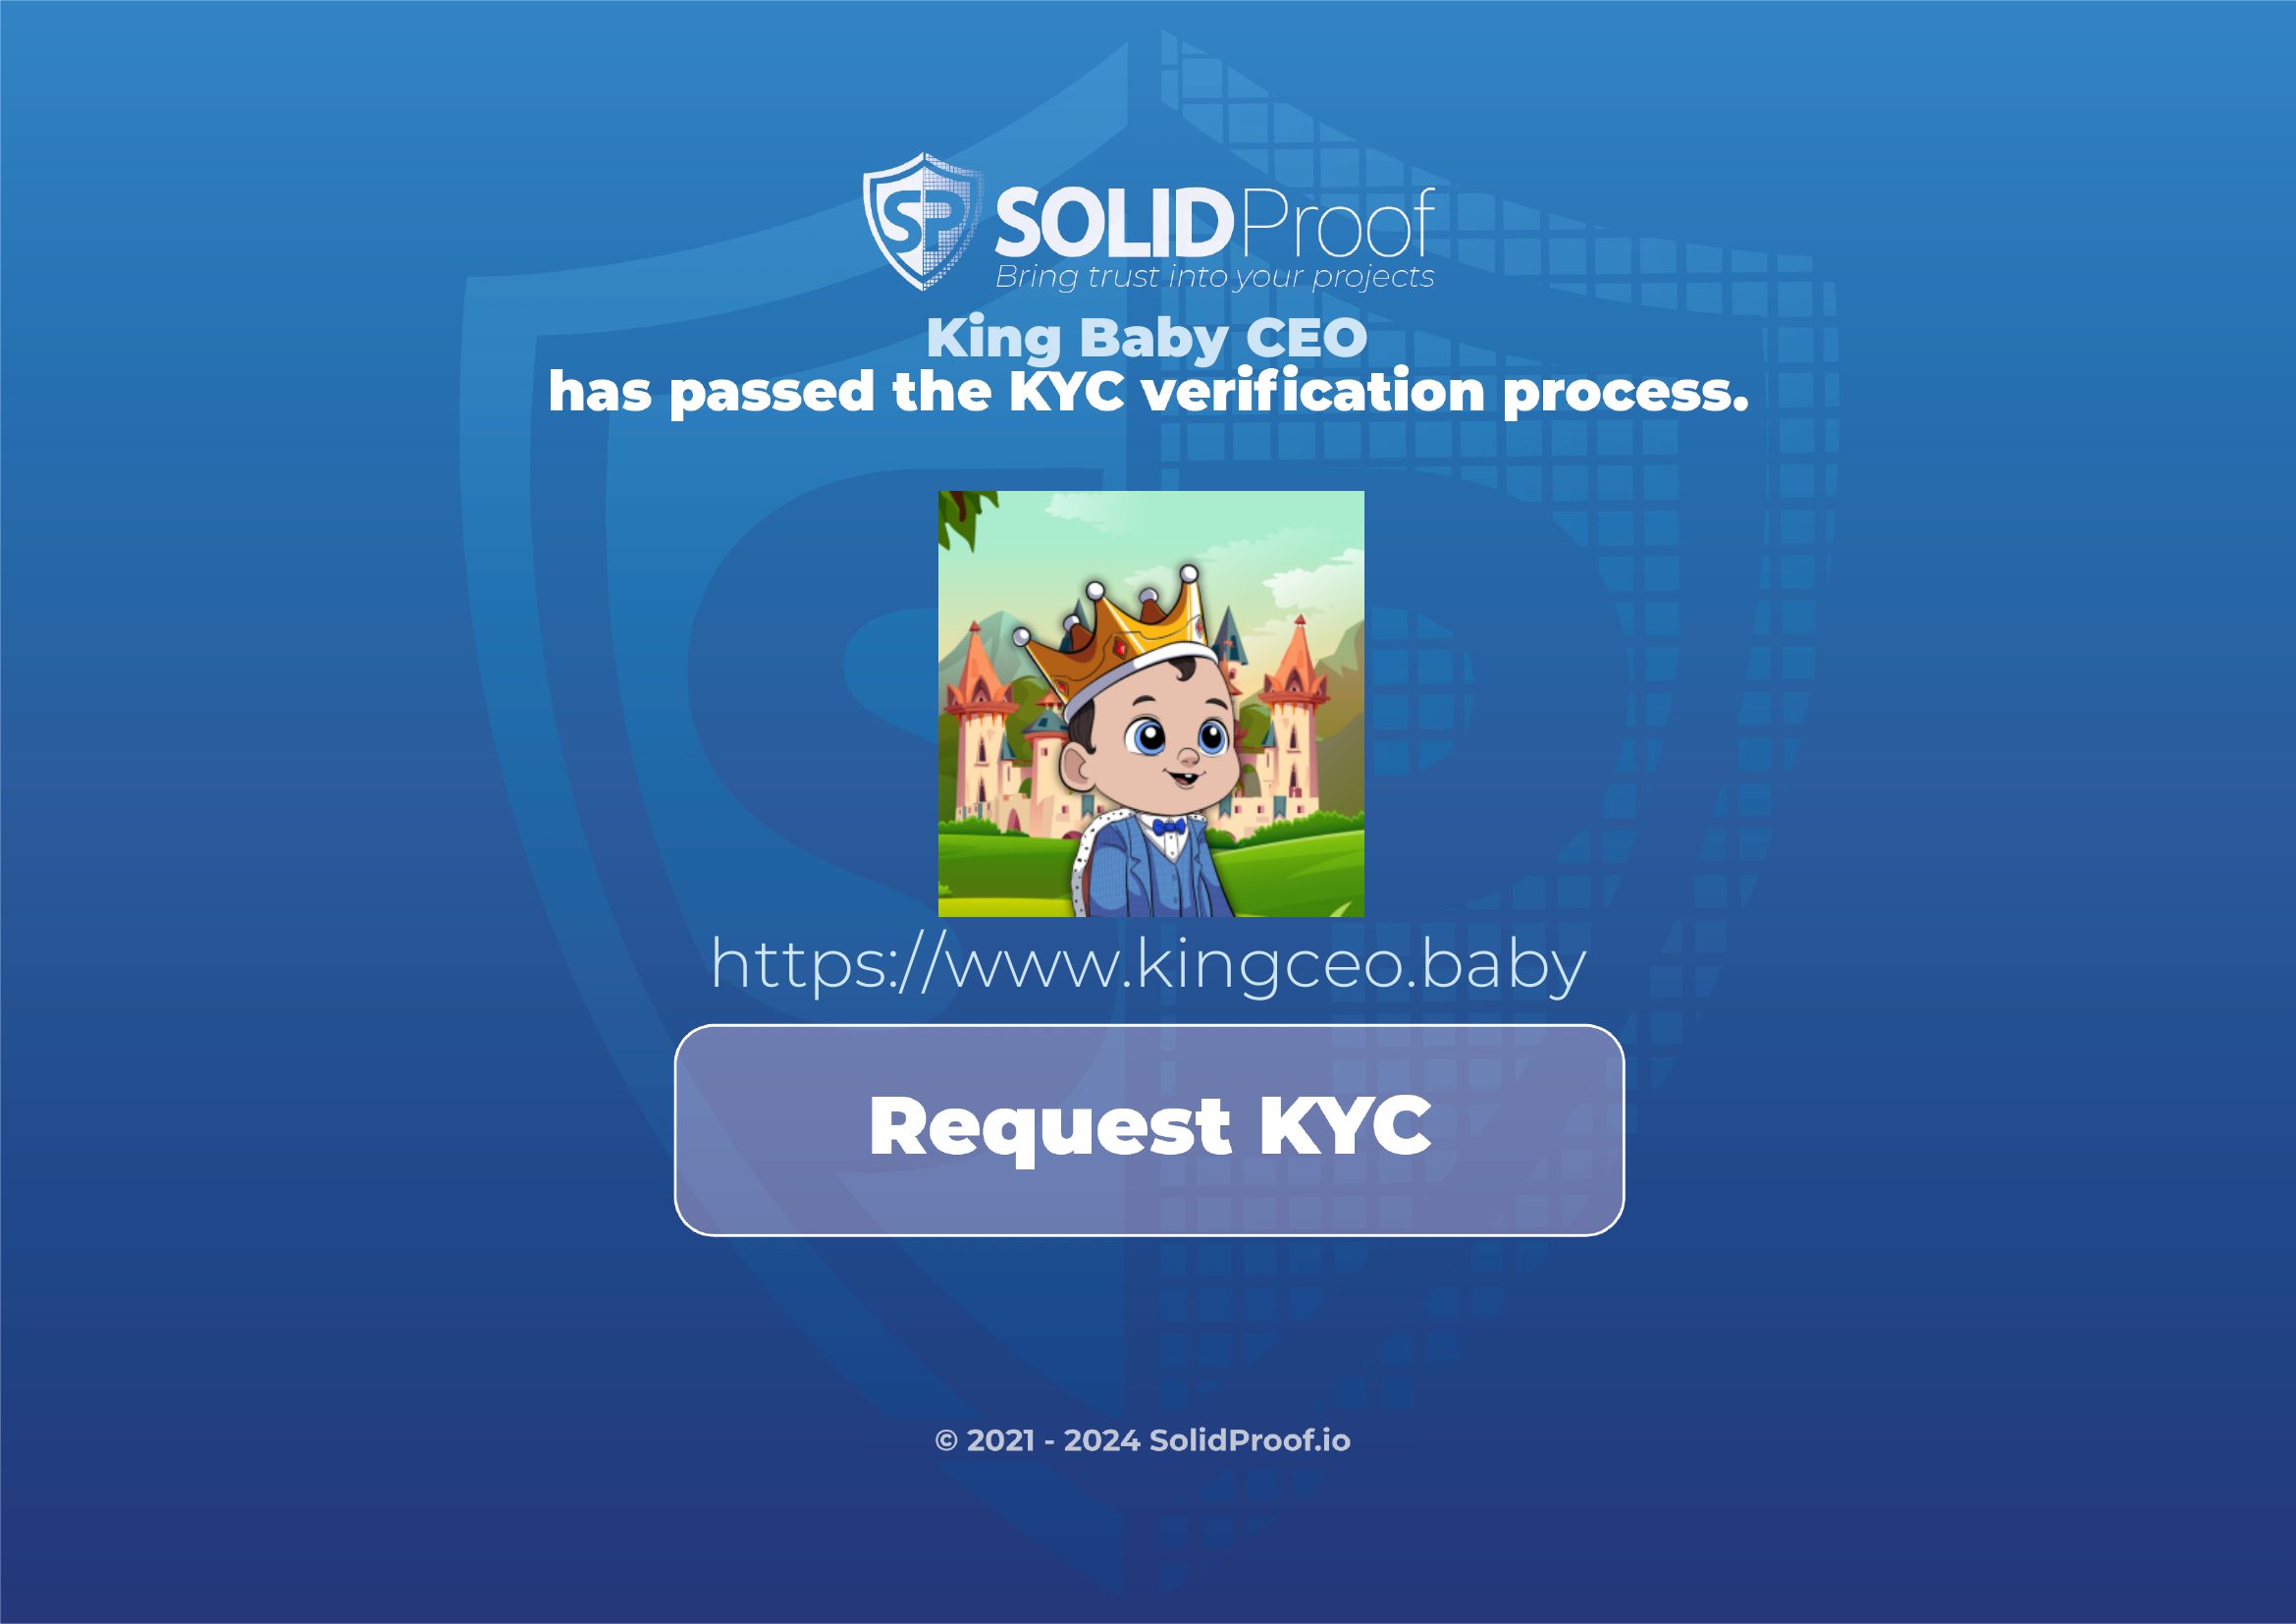 SP
SOLIDProof
Bring trust into your projects
King Baby CEO
has passed the KYC verification process.
https://www.kingceo.baby
Request KYC
© 2021 - 2024 SolidProof.io